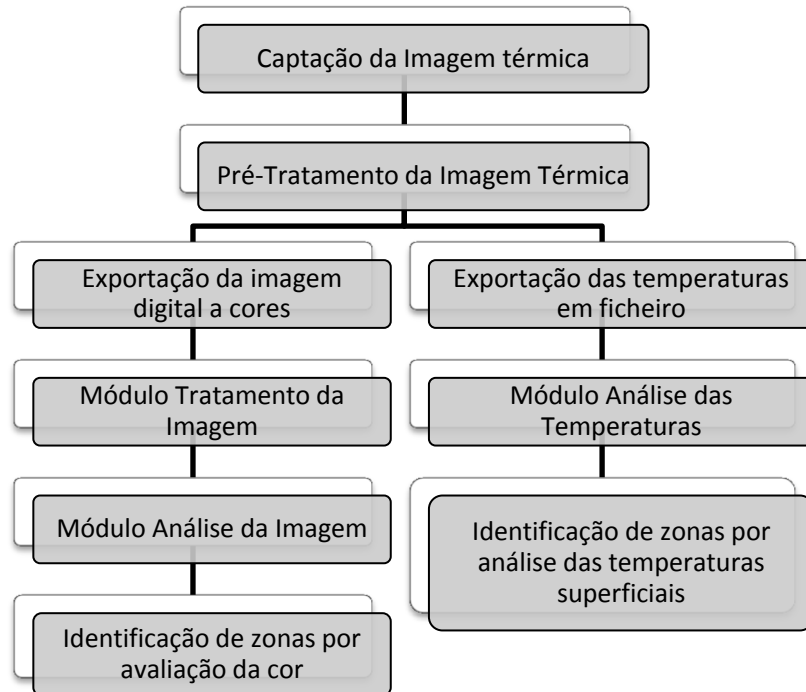 Captação da Imagem térmica
Pré-Tratamento da Imagem Térmica
Exportação da imagem
digital a cores
Exportação das temperaturas
em ficheiro
Módulo Tratamento da
Imagem
Módulo Análise das
Temperaturas
Módulo Análise da Imagem
Identificação de zonas por
análise das temperaturas
superficiais
Identificação de zonas por
avaliação da cor